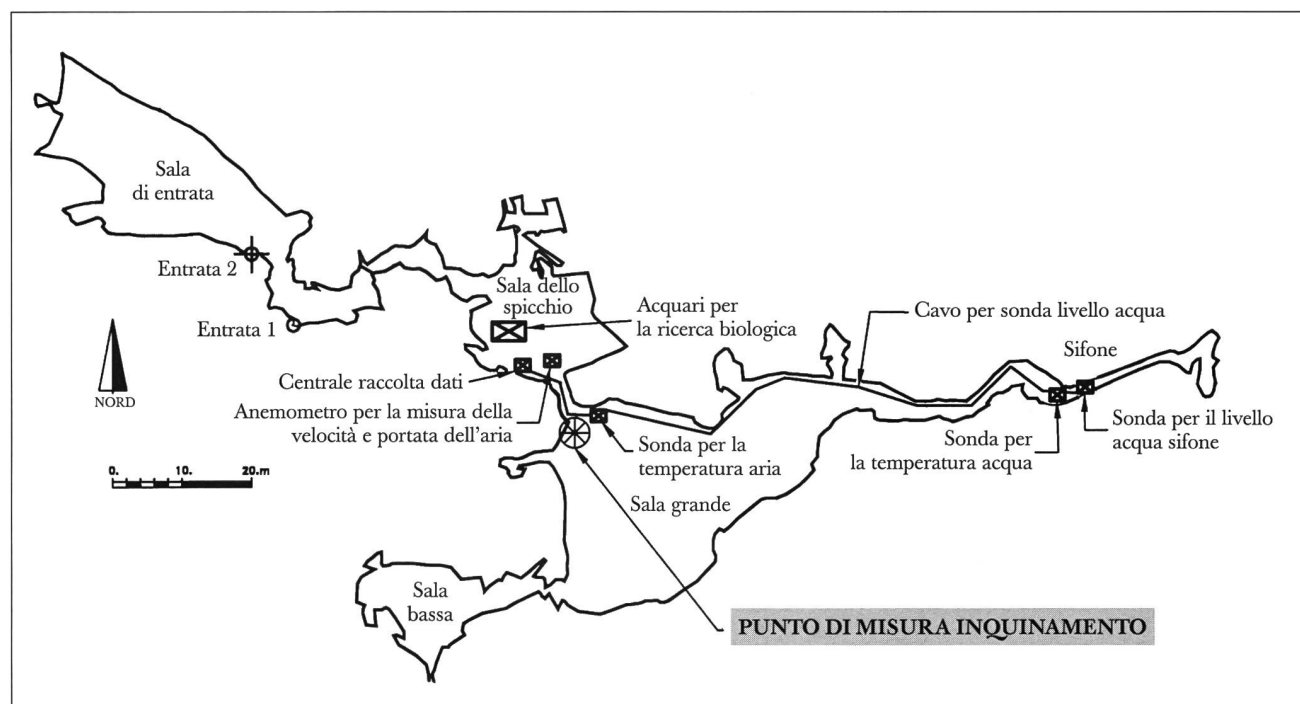 Sala
di entrata
Entrata 2
Entrata 1
NORD
0. 10. 20.m
Sala dello
spicchio
Acquari per
la ricerca biologica
Centrale raccolta dati
Anemometro per la misura della
velocità e portata dell'aria
Sonda per la
temperatura aria
Sala grande
Sala
bassa
Cavo per sonda livello acqua
Sifone
Sonda per
la temperatura acqua
Sonda per il livello
acqua sifone
PUNTO DI MISURA INQUINAMENTO